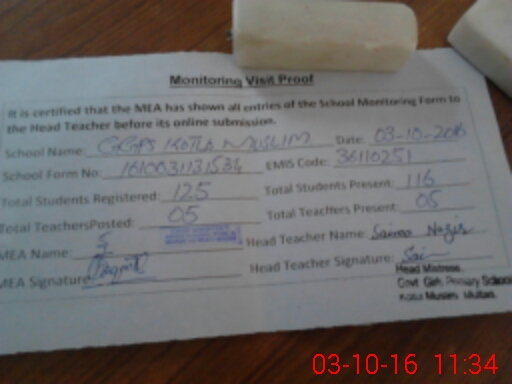 Monitoring Visit Proof
It is certified that the MEA has shown all entries of the School Monitoring Form to
the Head Teacher before its online submission.
School Name: GGPS KOTLA MUSLIM Date: 03-10-2016
School Form No: 1610031131534 EMIS Code: 36110251
Total Students Registered: 125 Total Students Present: 116
Total TeachersPosted: 05 Total Teachers Present: 05
MEA Name: Head Teacher Name: Saima Nazir
MEA Signature: Head Teacher Signature: Sai
Head Mistress
Govt. Girls Primary School
Kotla Muslim Multan.
03-10-16 11:34